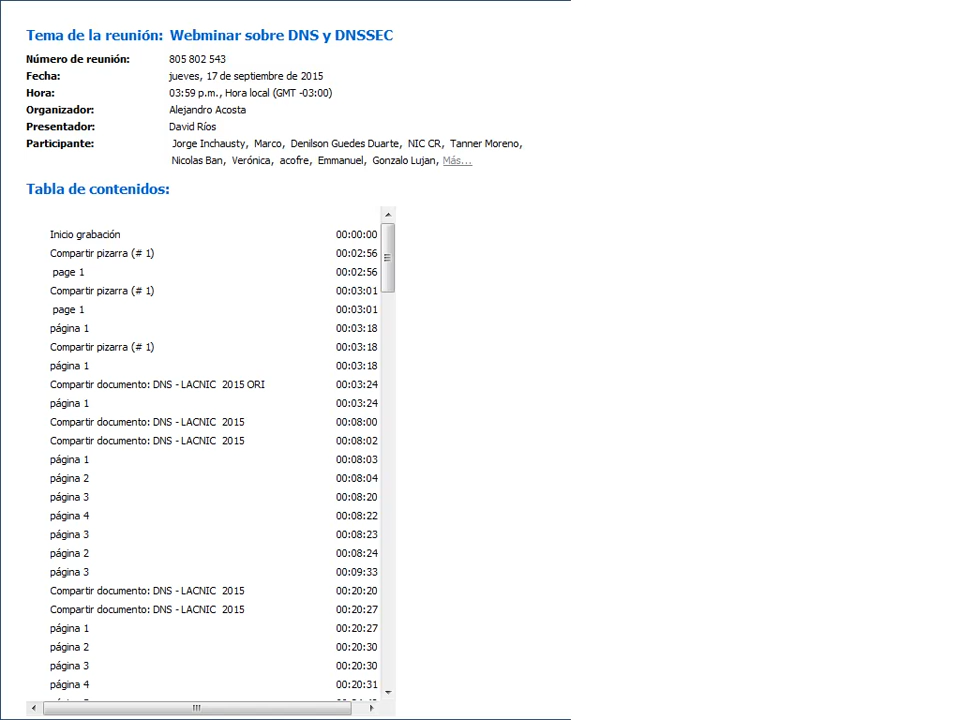 Tema de la reunión: Webminar sobre DNS y DNSSEC
Número de reunión: 805 802 543
Fecha: jueves, 17 de septiembre de 2015
Hora: 03:59 p.m., Hora local (GMT -03:00)
Organizador: Alejandro Acosta
Presentador: David Ríos
Participante: Jorge Inchausty, Marco, Denilson Guedes Duarte, NIC CR, Tanner Moreno,
Nicolas Ban, Verónica, acofre, Emmanuel, Gonzalo Lujan, Más...
Tabla de contenidos:
Inicio grabación 00:00:00
Compartir pizarra (# 1) 00:02:56
page 1 00:02:56
Compartir pizarra (# 1) 00:03:01
page 1 00:03:01
página 1 00:03:18
Compartir pizarra (# 1) 00:03:18
página 1 00:03:18
Compartir documento: DNS - LACNIC 2015 ORI 00:03:24
página 1 00:03:24
Compartir documento: DNS - LACNIC 2015 00:08:00
Compartir documento: DNS - LACNIC 2015 00:08:02
página 1 00:08:03
página 2 00:08:04
página 3 00:08:20
página 4 00:08:22
página 3 00:08:23
página 2 00:08:24
página 3 00:09:33
Compartir documento: DNS - LACNIC 2015 00:20:20
Compartir documento: DNS - LACNIC 2015 00:20:27
página 1 00:20:27
página 2 00:20:30
página 3 00:20:30
página 4 00:20:31